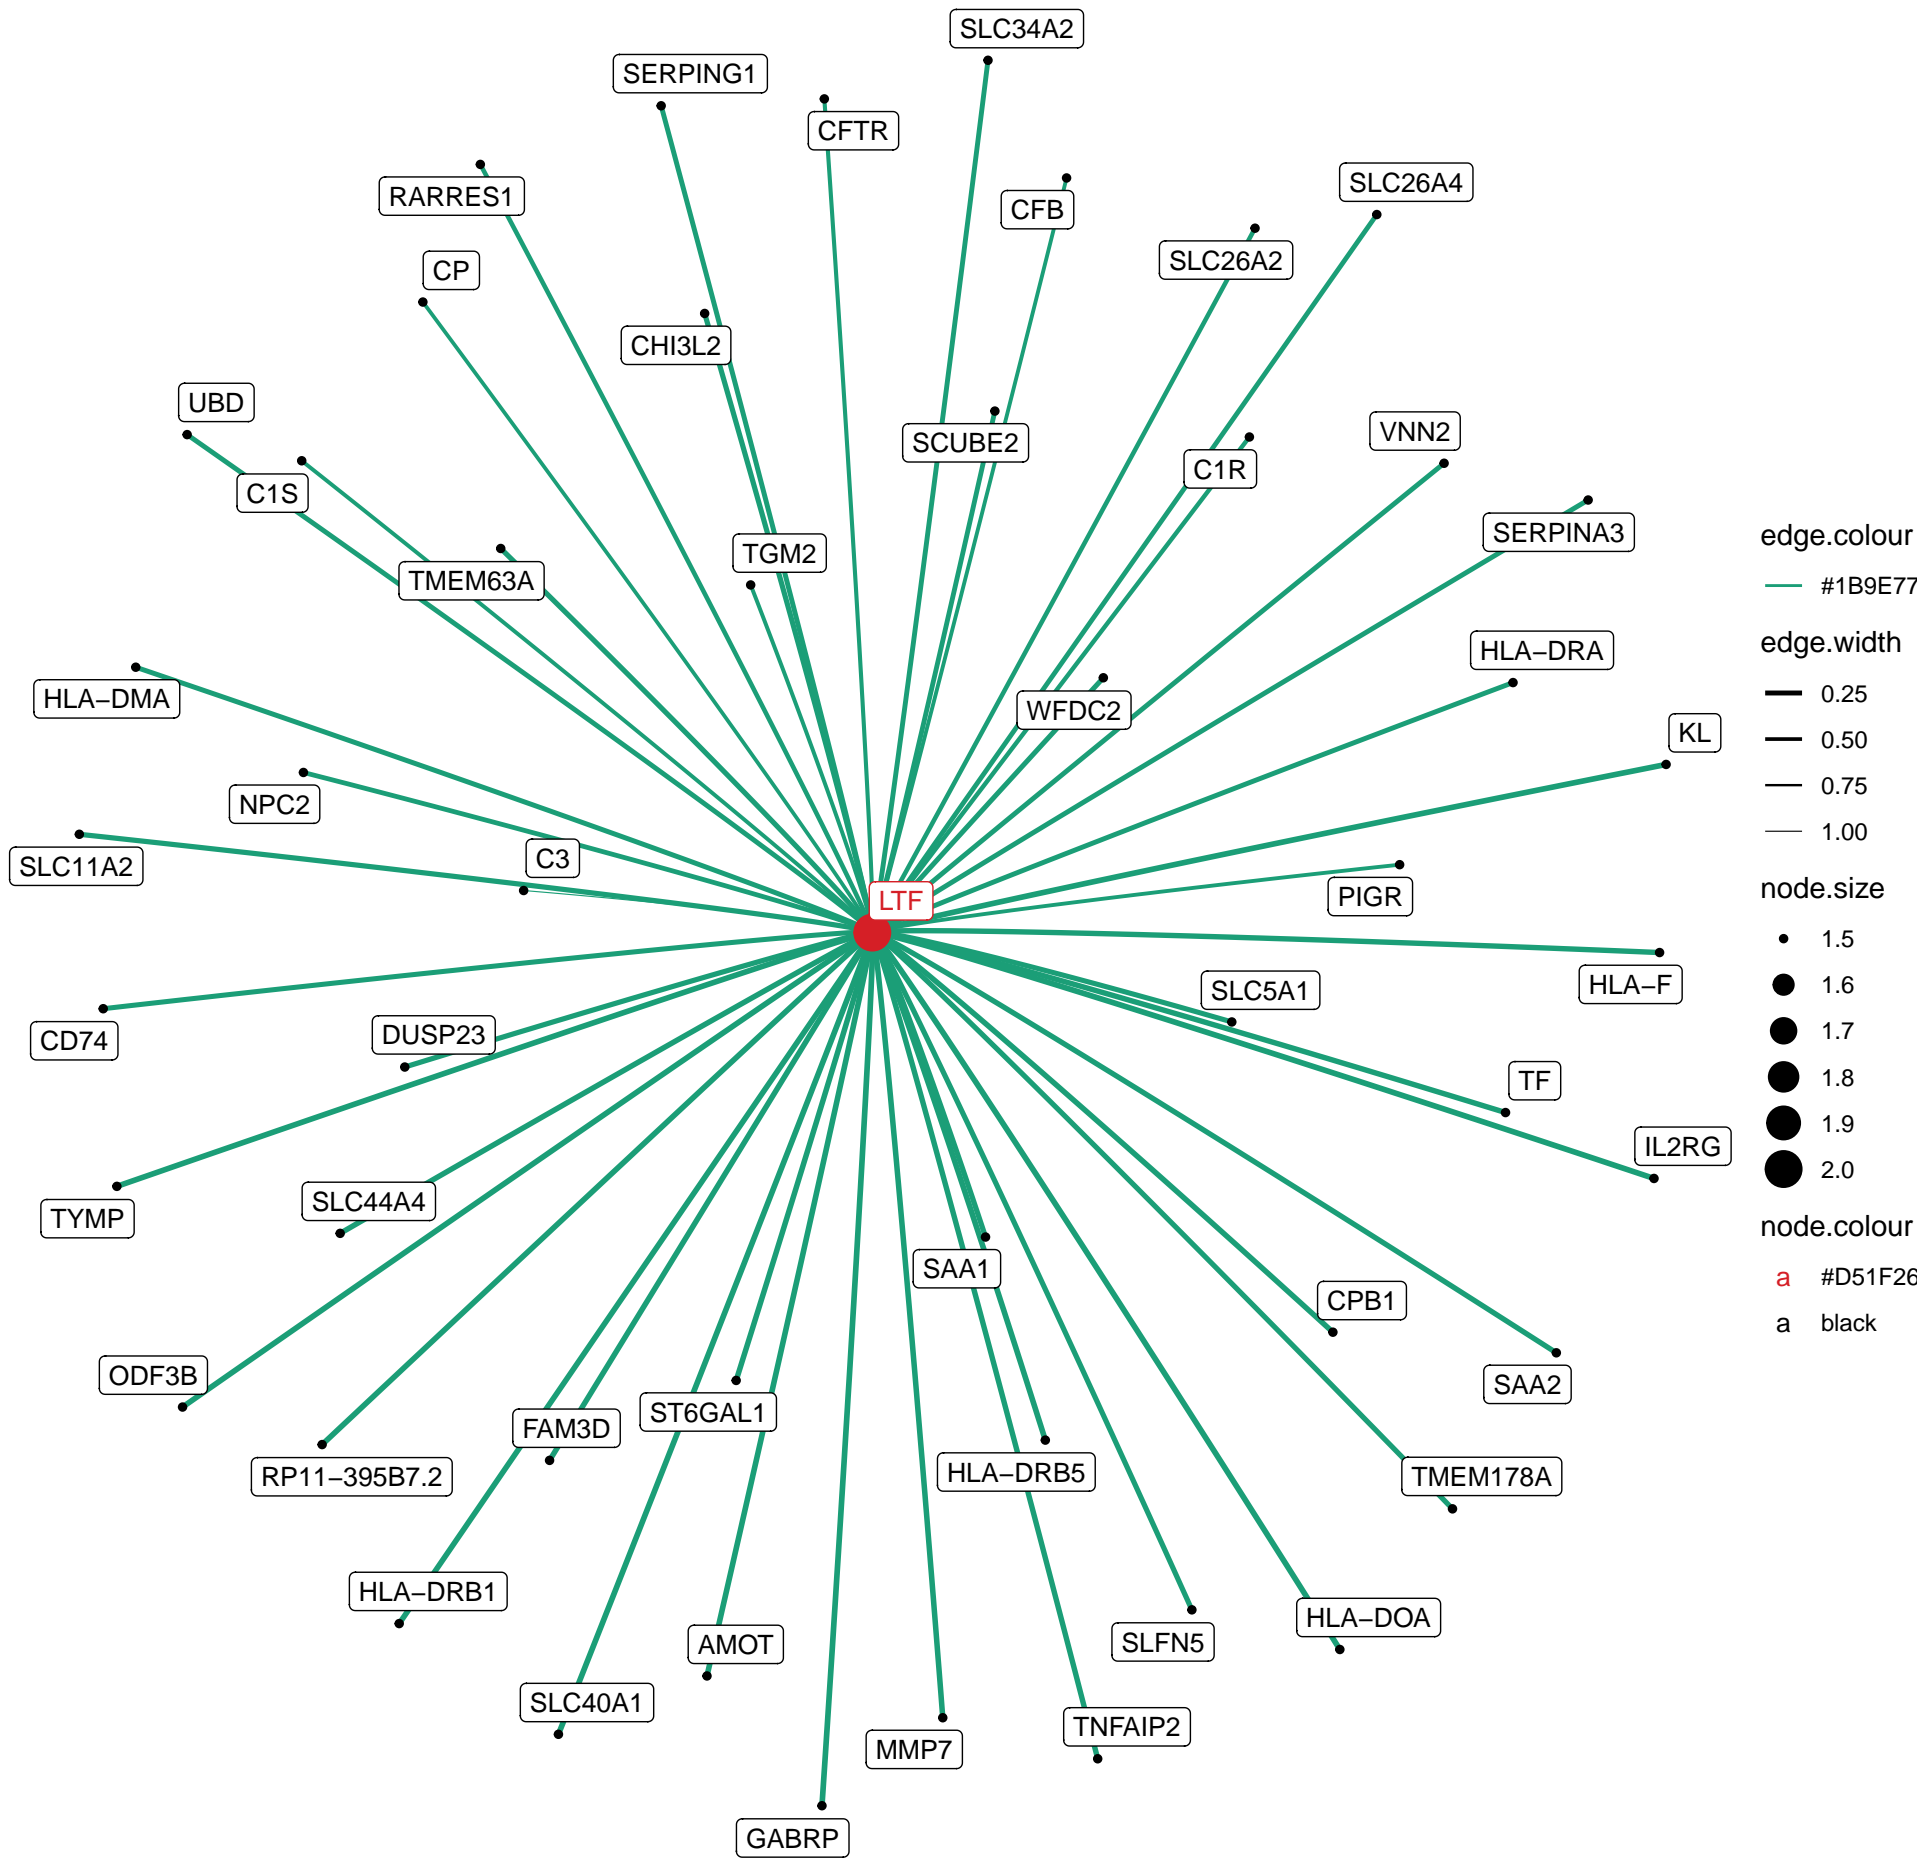 SLC34A2
SERPING1
CFTR
SLC26A4
RARRES1
CFB
SLC26A2
CP
CHI3L2
UBD
VNN2
SCUBE2
C1R
C1S
SERPINA3
TGM2
TMEM63A
HLA−DRA
HLA−DMA
WFDC2
KL
NPC2
C3
SLC11A2
PIGR
LTF
HLA−F
SLC5A1
DUSP23
CD74
TF
IL2RG
SLC44A4
TYMP
SAA1
CPB1
ODF3B
SAA2
ST6GAL1
FAM3D
HLA−DRB5
RP11−395B7.2
TMEM178A
HLA−DRB1
HLA−DOA
SLFN5
AMOT
SLC40A1
TNFAIP2
MMP7
GABRP
edge.colour
#1B9E77
edge.width
0.25
0.50
0.75
1.00
node.size
1.5
1.6
1.7
1.8
1.9
2.0
node.colour
a #D51F26
a black